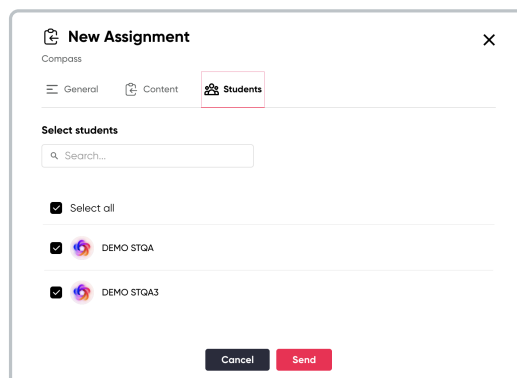 New Assignment
Compass
General Content Students
Select students
Search...
Select all
DEMO STQA
DEMO STQA3
Cancel Send